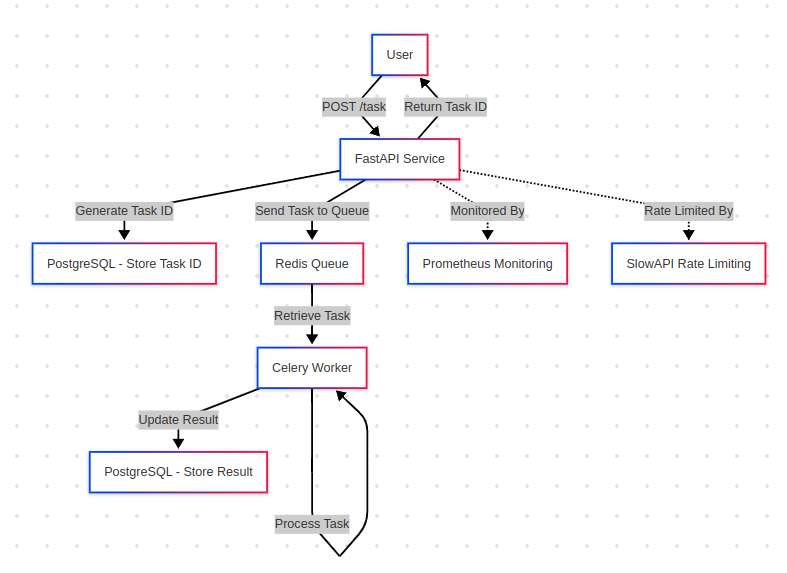 User
POST /task
Return Task ID
FastAPI Service
Generate Task ID
Send Task to Queue
Monitored By
Rate Limited By
PostgreSQL - Store Task ID
Redis Queue
Prometheus Monitoring
SlowAPI Rate Limiting
Retrieve Task
Celery Worker
Update Result
PostgreSQL - Store Result
Process Task